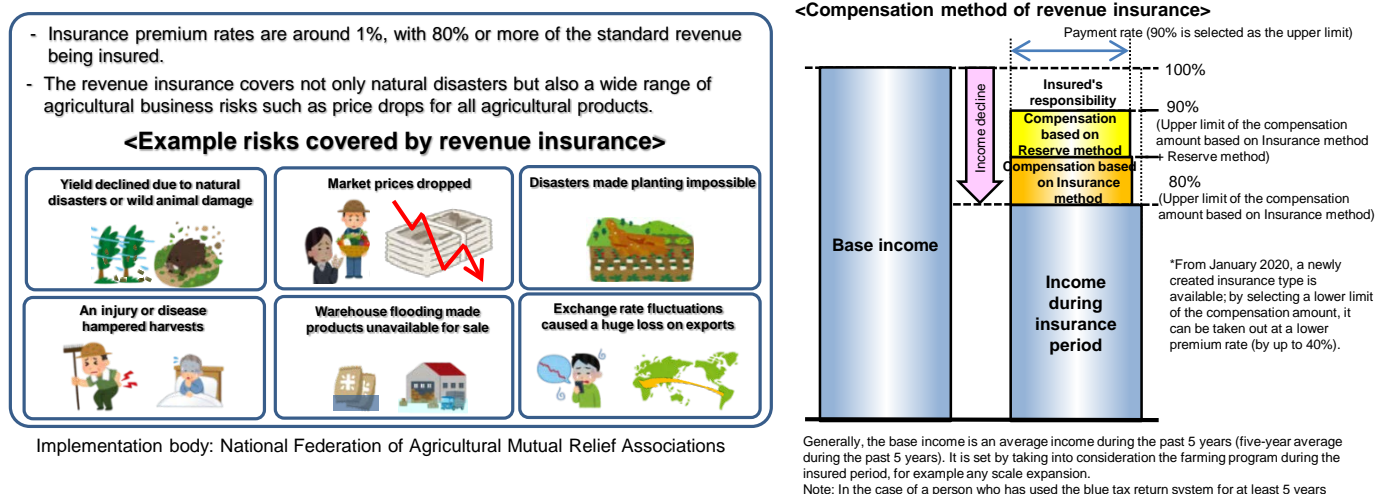 - Insurance premium rates are around 1%, with 80% or more of the standard revenue
being insured.
- The revenue insurance covers not only natural disasters but also a wide range of
agricultural business risks such as price drops for all agricultural products.
<Example risks covered by revenue insurance>
Yield declined due to natural
disasters or wild animal damage
Market prices dropped
Disasters made planting impossible
An injury or disease
hampered harvests
Warehouse flooding made
products unavailable for sale
Exchange rate fluctuations
caused a huge loss on exports
Implementation body: National Federation of Agricultural Mutual Relief Associations
<Compensation method of revenue insurance>
Payment rate (90% is selected as the upper limit)
100%
Insured's
responsibility
90%
(Upper limit of the compensation
amount based on Insurance method
+ Reserve method)
Compensation
based on
Reserve method
Compensation based
on Insurance
method
80%
(Upper limit of the compensation
amount based on Insurance method)
Income decline
Base income
Income
during
insurance
period
*From January 2020, a newly
created insurance type is
available; by selecting a lower limit
of the compensation amount, it
can be taken out at a lower
premium rate (by up to 40%).
Generally, the base income is an average income during the past 5 years (five-year average
during the past 5 years). It is set by taking into consideration the farming program during the
insured period, for example any scale expansion.
Note: In the case of a person who has used the blue tax return system for at least 5 years